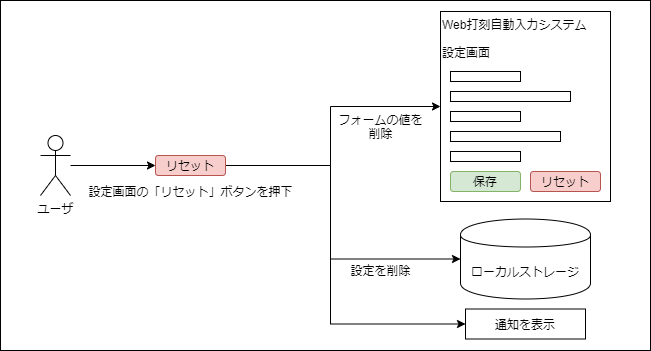 Web打刻自動入力システム
設定画面
フォームの値を
削除
リセット
保存
リセット
設定画面の「リセット」ボタンを押下
ユーザ
設定を削除
ローカルストレージ
通知を表示